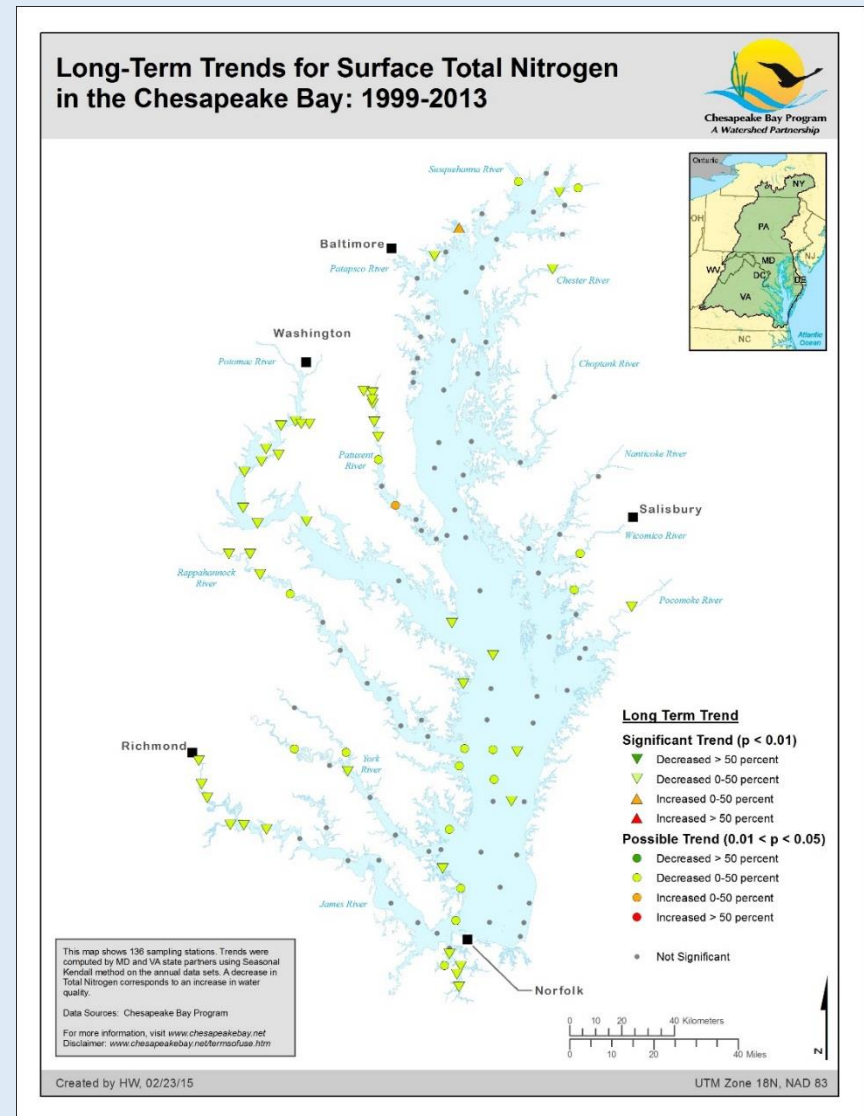 Long-Term Trends for Surface Total Nitrogen
in the Chesapeake Bay: 1999-2013
Chesapeake Bay Program
A Watershed Partnership
Ontario
NY
OH
PA
NJ
MD
WV
DC
DE
VA
NC
Atlantic
Ocean
Susquehanna River
Baltimore
Patapsco River
Chester River
Washington
Potomac River
Choptank River
Patuxent
River
Nanticoke River
Salisbury
Wicomico River
Rappahannock
River
Pocomoke River
Richmond
York
River
James River
Norfolk
Long Term Trend
Significant Trend (p < 0.01)
Decreased > 50 percent
Decreased 0-50 percent
Increased 0-50 percent
Increased > 50 percent
Possible Trend (0.01 < p < 0.05)
Decreased > 50 percent
Decreased 0-50 percent
Increased 0-50 percent
Increased > 50 percent
Not Significant
This map shows 136 sampling stations. Trends were
computed by MD and VA state partners using Seasonal
Kendall method on the annual data sets. A decrease in
Total Nitrogen corresponds to an increase in water
quality.
Data Sources: Chesapeake Bay Program
For more information, visit www.chesapeakebay.net
Disclaimer: www.chesapeakebay.net/termsofuse.htm
0 10 20 40 Kilometers
0 10 20 40 Miles
N
Created by HW, 02/23/15
UTM Zone 18N, NAD 83